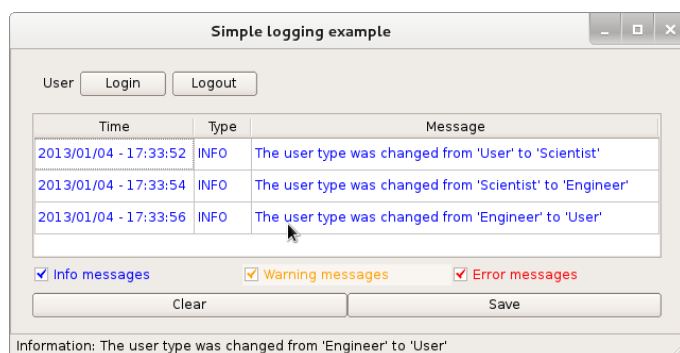 Simple logging example
User Login Logout
Time Type Message
2013/01/04 - 17:33:52 INFO The user type was changed from 'User' to 'Scientist'
2013/01/04 - 17:33:54 INFO The user type was changed from 'Scientist' to 'Engineer'
2013/01/04 - 17:33:56 INFO The user type was changed from 'Engineer' to 'User'
Info messages Warning messages Error messages
Clear Save
Information: The user type was changed from 'Engineer' to 'User'